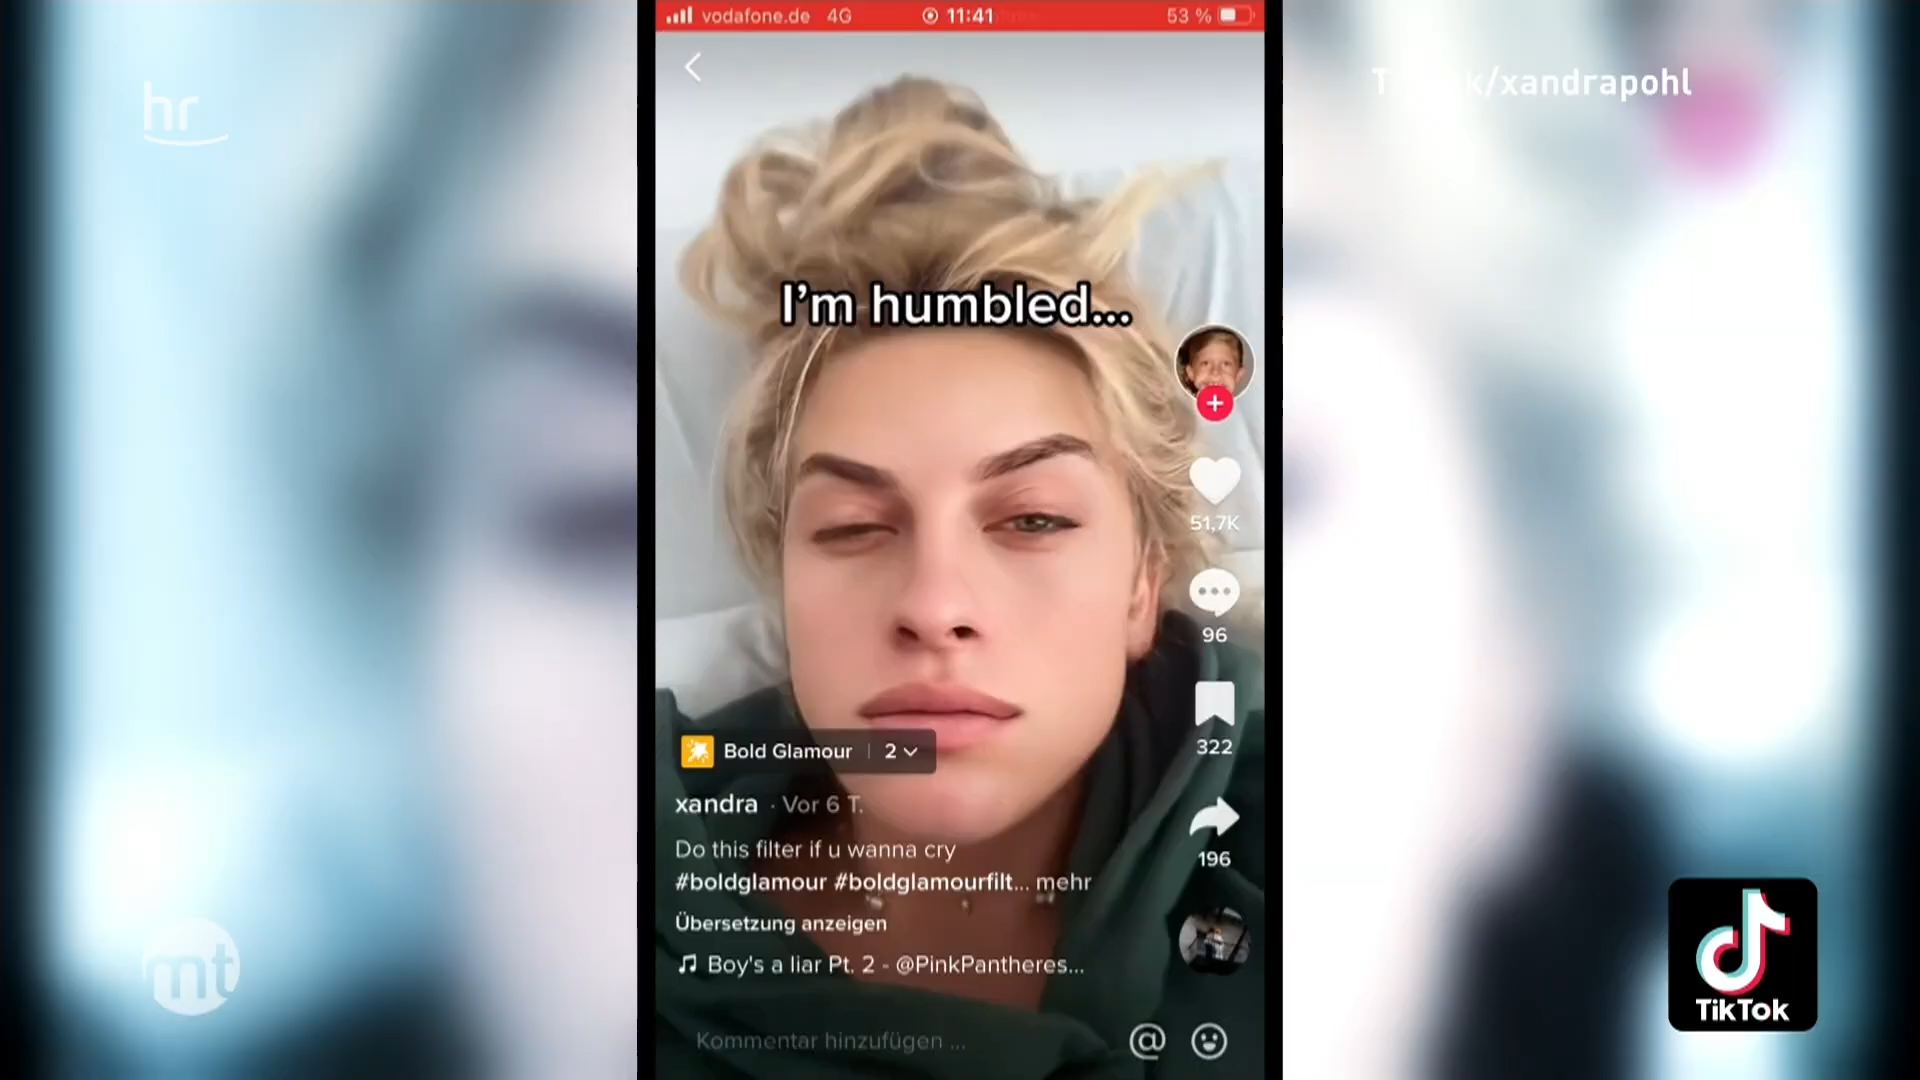 vodafone.de 4G 11:41 53 %
hr
k/xandrapohl
I'm humbled...
51,7K
96
Bold Glamour | 2
322
xandra · Vor 6 T.
Do this filter if u wanna cry
#boldglamour #boldglamourfilt... mehr
196
Übersetzung anzeigen
Boy's a liar Pt. 2 - @PinkPantheres...
mt
TikTok
Kommentar hinzufügen ...